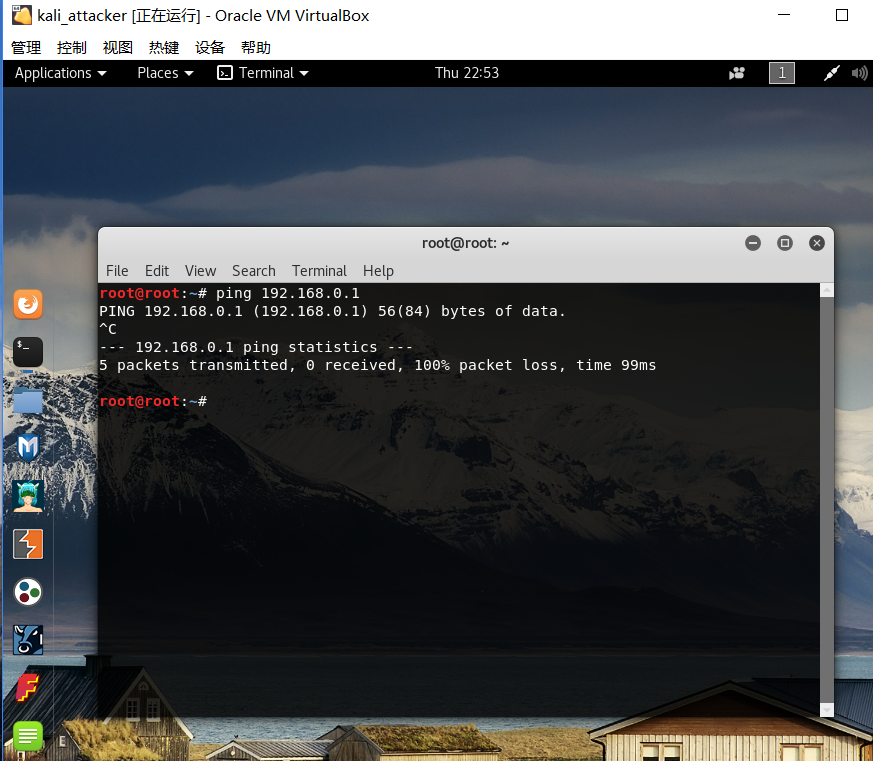 kali_attacker [正在运行] - Oracle VM VirtualBox
管理 控制 视图 热键 设备 帮助
Applications Places Terminal Thu 22:53 1
root@root: ~
File Edit View Search Terminal Help
root@root:~# ping 192.168.0.1
PING 192.168.0.1 (192.168.0.1) 56(84) bytes of data.
^C
--- 192.168.0.1 ping statistics ---
5 packets transmitted, 0 received, 100% packet loss, time 99ms
root@root:~#